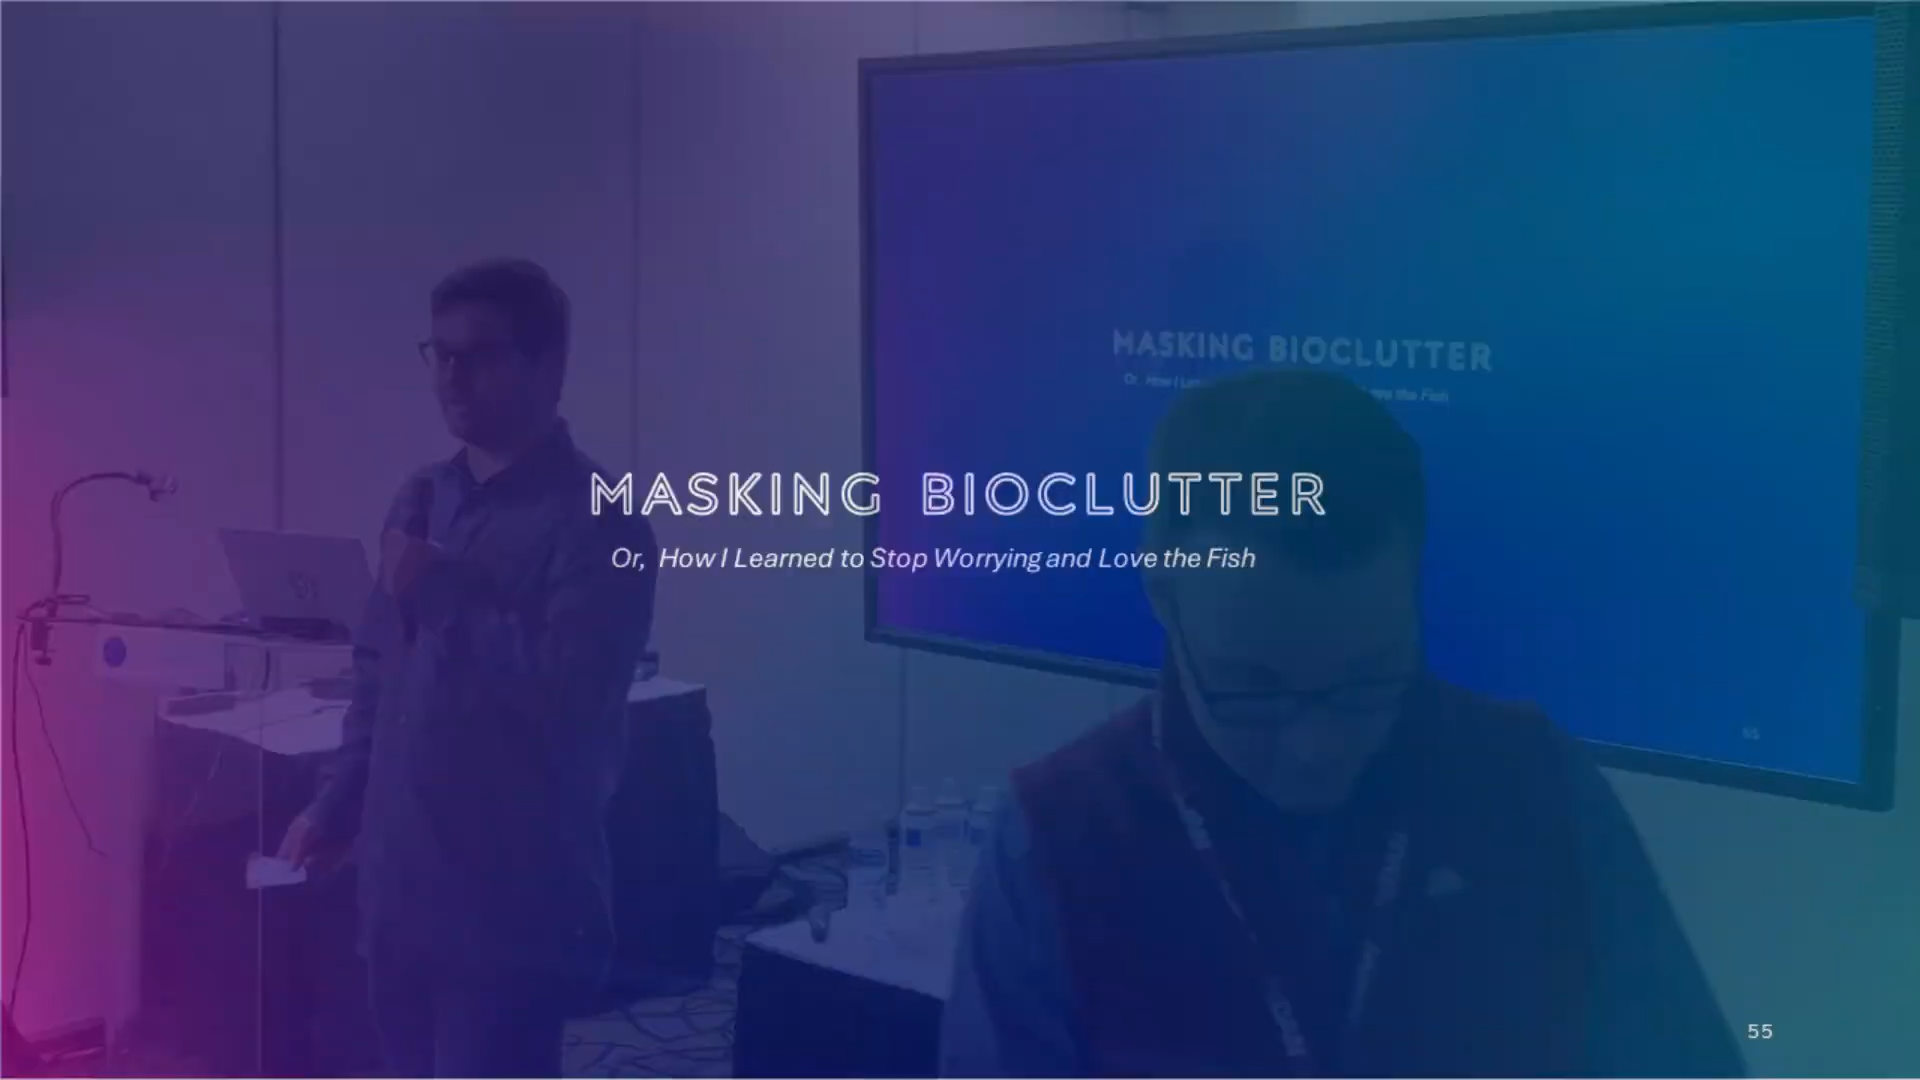 MASKING BIOCLUTTER
MASKING BIOCLUTTER
Or, How I Learned to Stop Worrying and Love the Fish
55